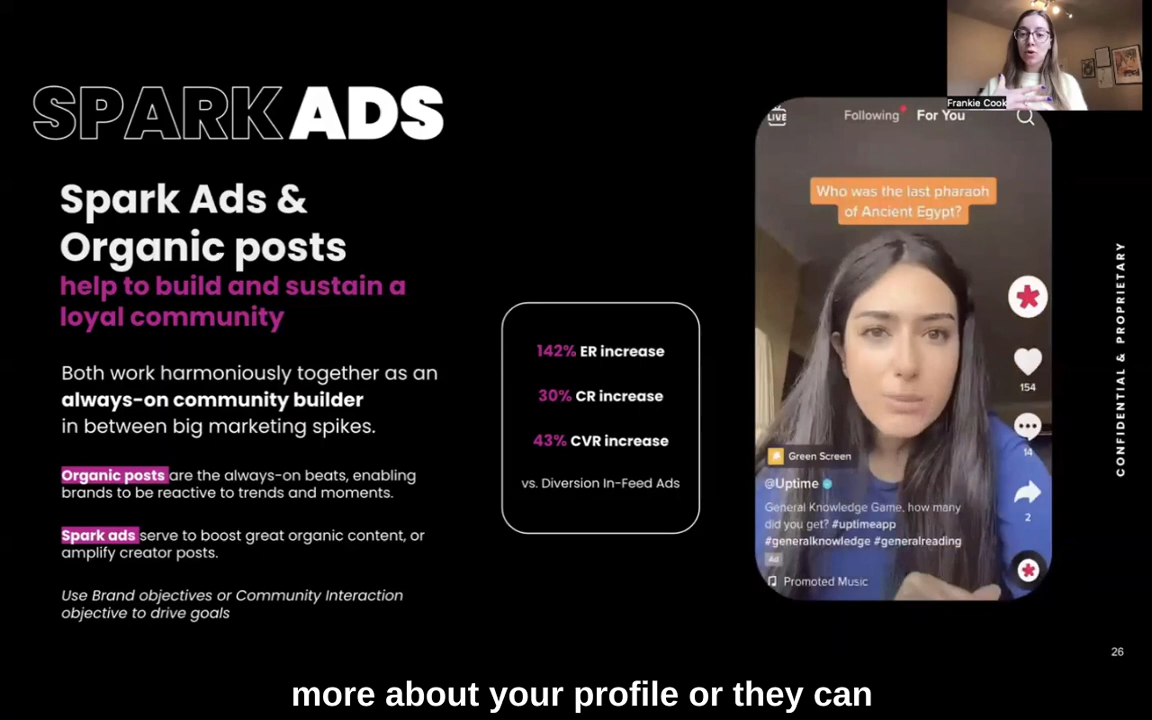 SPARK ADS
Spark Ads &
Organic posts
help to build and sustain a
loyal community
Both work harmoniously together as an
always-on community builder
in between big marketing spikes.
Organic posts are the always-on beats, enabling
brands to be reactive to trends and moments.
Spark ads serve to boost great organic content, or
amplify creator posts.
Use Brand objectives or Community Interaction
objective to drive goals
142% ER increase
30% CR increase
43% CVR increase
vs. Diversion In-Feed Ads
LIVE
Following For You
Who was the last pharaoh
of Ancient Egypt?
154
14
2
Green Screen
@Uptime
General Knowledge Game, how many
did you get? #uptimeapp
#generalknowledge #generalreading
Ad
Promoted Music
Frankie Cook
CONFIDENTIAL & PROPRIETARY
26
more about your profile or they can